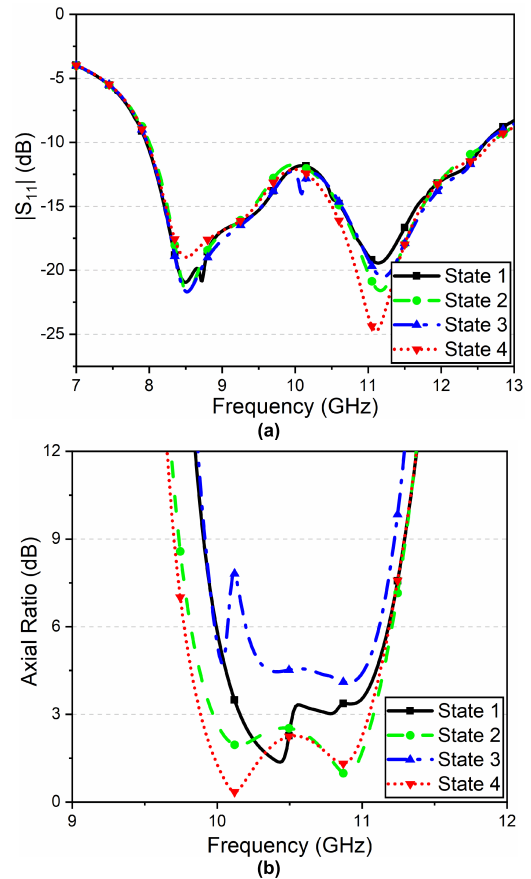 0
−5
−10
−15
−20
−25
|S11| (dB)
State 1
State 2
State 3
State 4
7 8 9 10 11 12 13
Frequency (GHz)
(a)
12
9
6
3
0
Axial Ratio (dB)
State 1
State 2
State 3
State 4
9 10 11 12
Frequency (GHz)
(b)